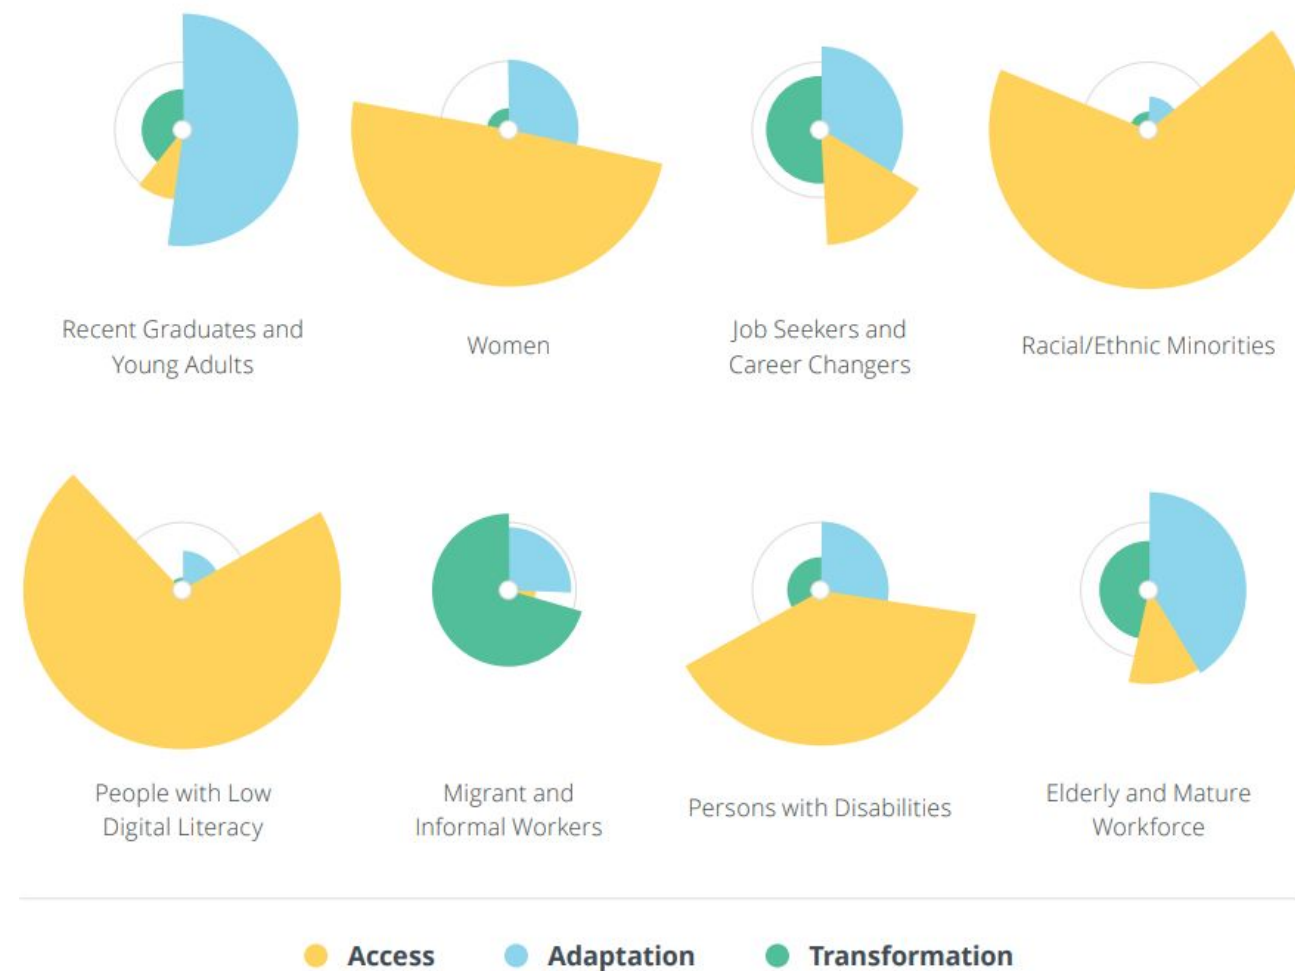 Recent Graduates and
Young Adults
Women
Job Seekers and
Career Changers
Racial/Ethnic Minorities
People with Low
Digital Literacy
Migrant and
Informal Workers
Persons with Disabilities
Elderly and Mature
Workforce
Access
Adaptation
Transformation